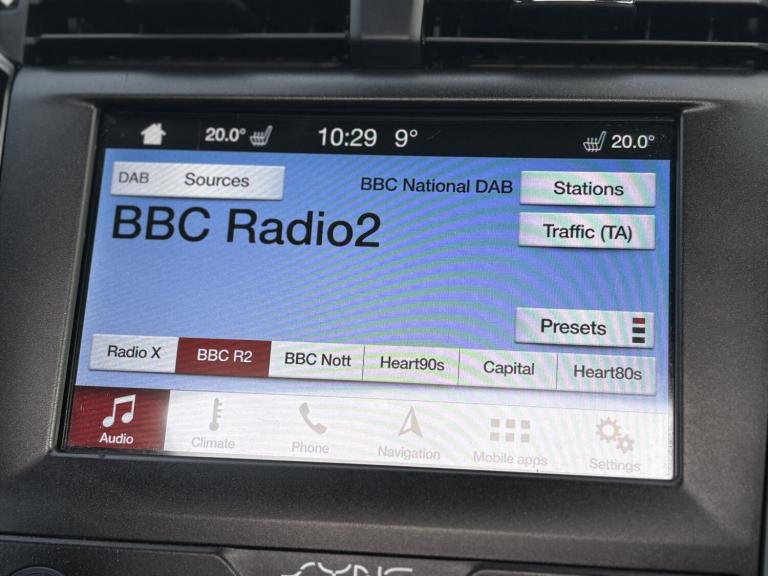 20.0° 10:29 9° 20.0°
DAB Sources BBC National DAB Stations
BBC Radio2 Traffic (TA)
Presets
Radio X BBC R2 BBC Nott Heart90s Capital Heart80s
Audio Climate Phone Navigation Mobile apps Settings
SYNC